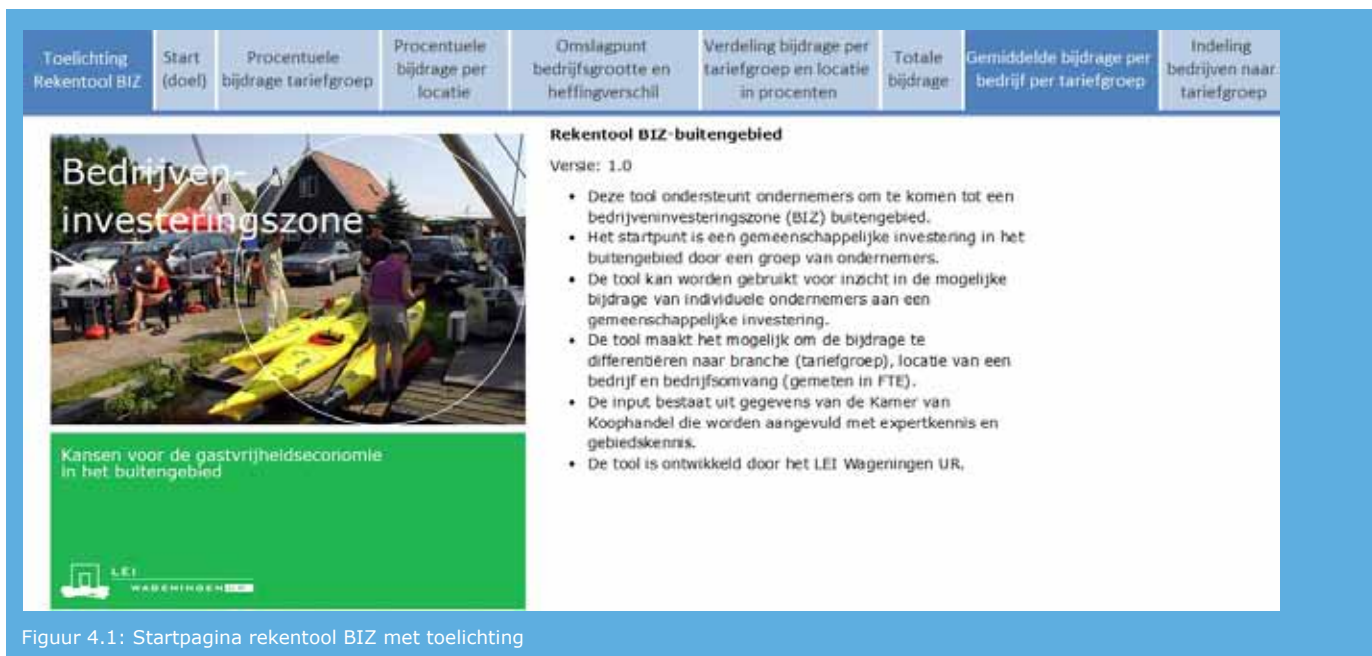 Toelichting
Rekentool BIZ
Start
(doel)
Procentuele
bijdrage tariefgroep
Procentuele
bijdrage per
locatie
Omslagpunt
bedrijfsgrootte en
heffingverschil
Verdeling bijdrage per
tariefgroep en locatie
in procenten
Totale
bijdrage
Gemiddelde bijdrage per
bedrijf per tariefgroep
Indeling
bedrijven naar
tariefgroep
Bedrijven-
investeringszone
Kansen voor de gastvrijheidseconomie
in het buitengebied
LEI
WAGENINGEN UR
Rekentool BIZ-buitengebied
Versie: 1.0
• Deze tool ondersteunt ondernemers om te komen tot een
bedrijveninvesteringszone (BIZ) buitengebied.
• Het startpunt is een gemeenschappelijke investering in het
buitengebied door een groep van ondernemers.
• De tool kan worden gebruikt voor inzicht in de mogelijke
bijdrage van individuele ondernemers aan een
gemeenschappelijke investering.
• De tool maakt het mogelijk om de bijdrage te
differentiëren naar branche (tariefgroep), locatie van een
bedrijf en bedrijfsomvang (gemeten in FTE).
• De input bestaat uit gegevens van de Kamer van
Koophandel die worden aangevuld met expertkennis en
gebiedskennis.
• De tool is ontwikkeld door het LEI Wageningen UR.
Figuur 4.1: Startpagina rekentool BIZ met toelichting